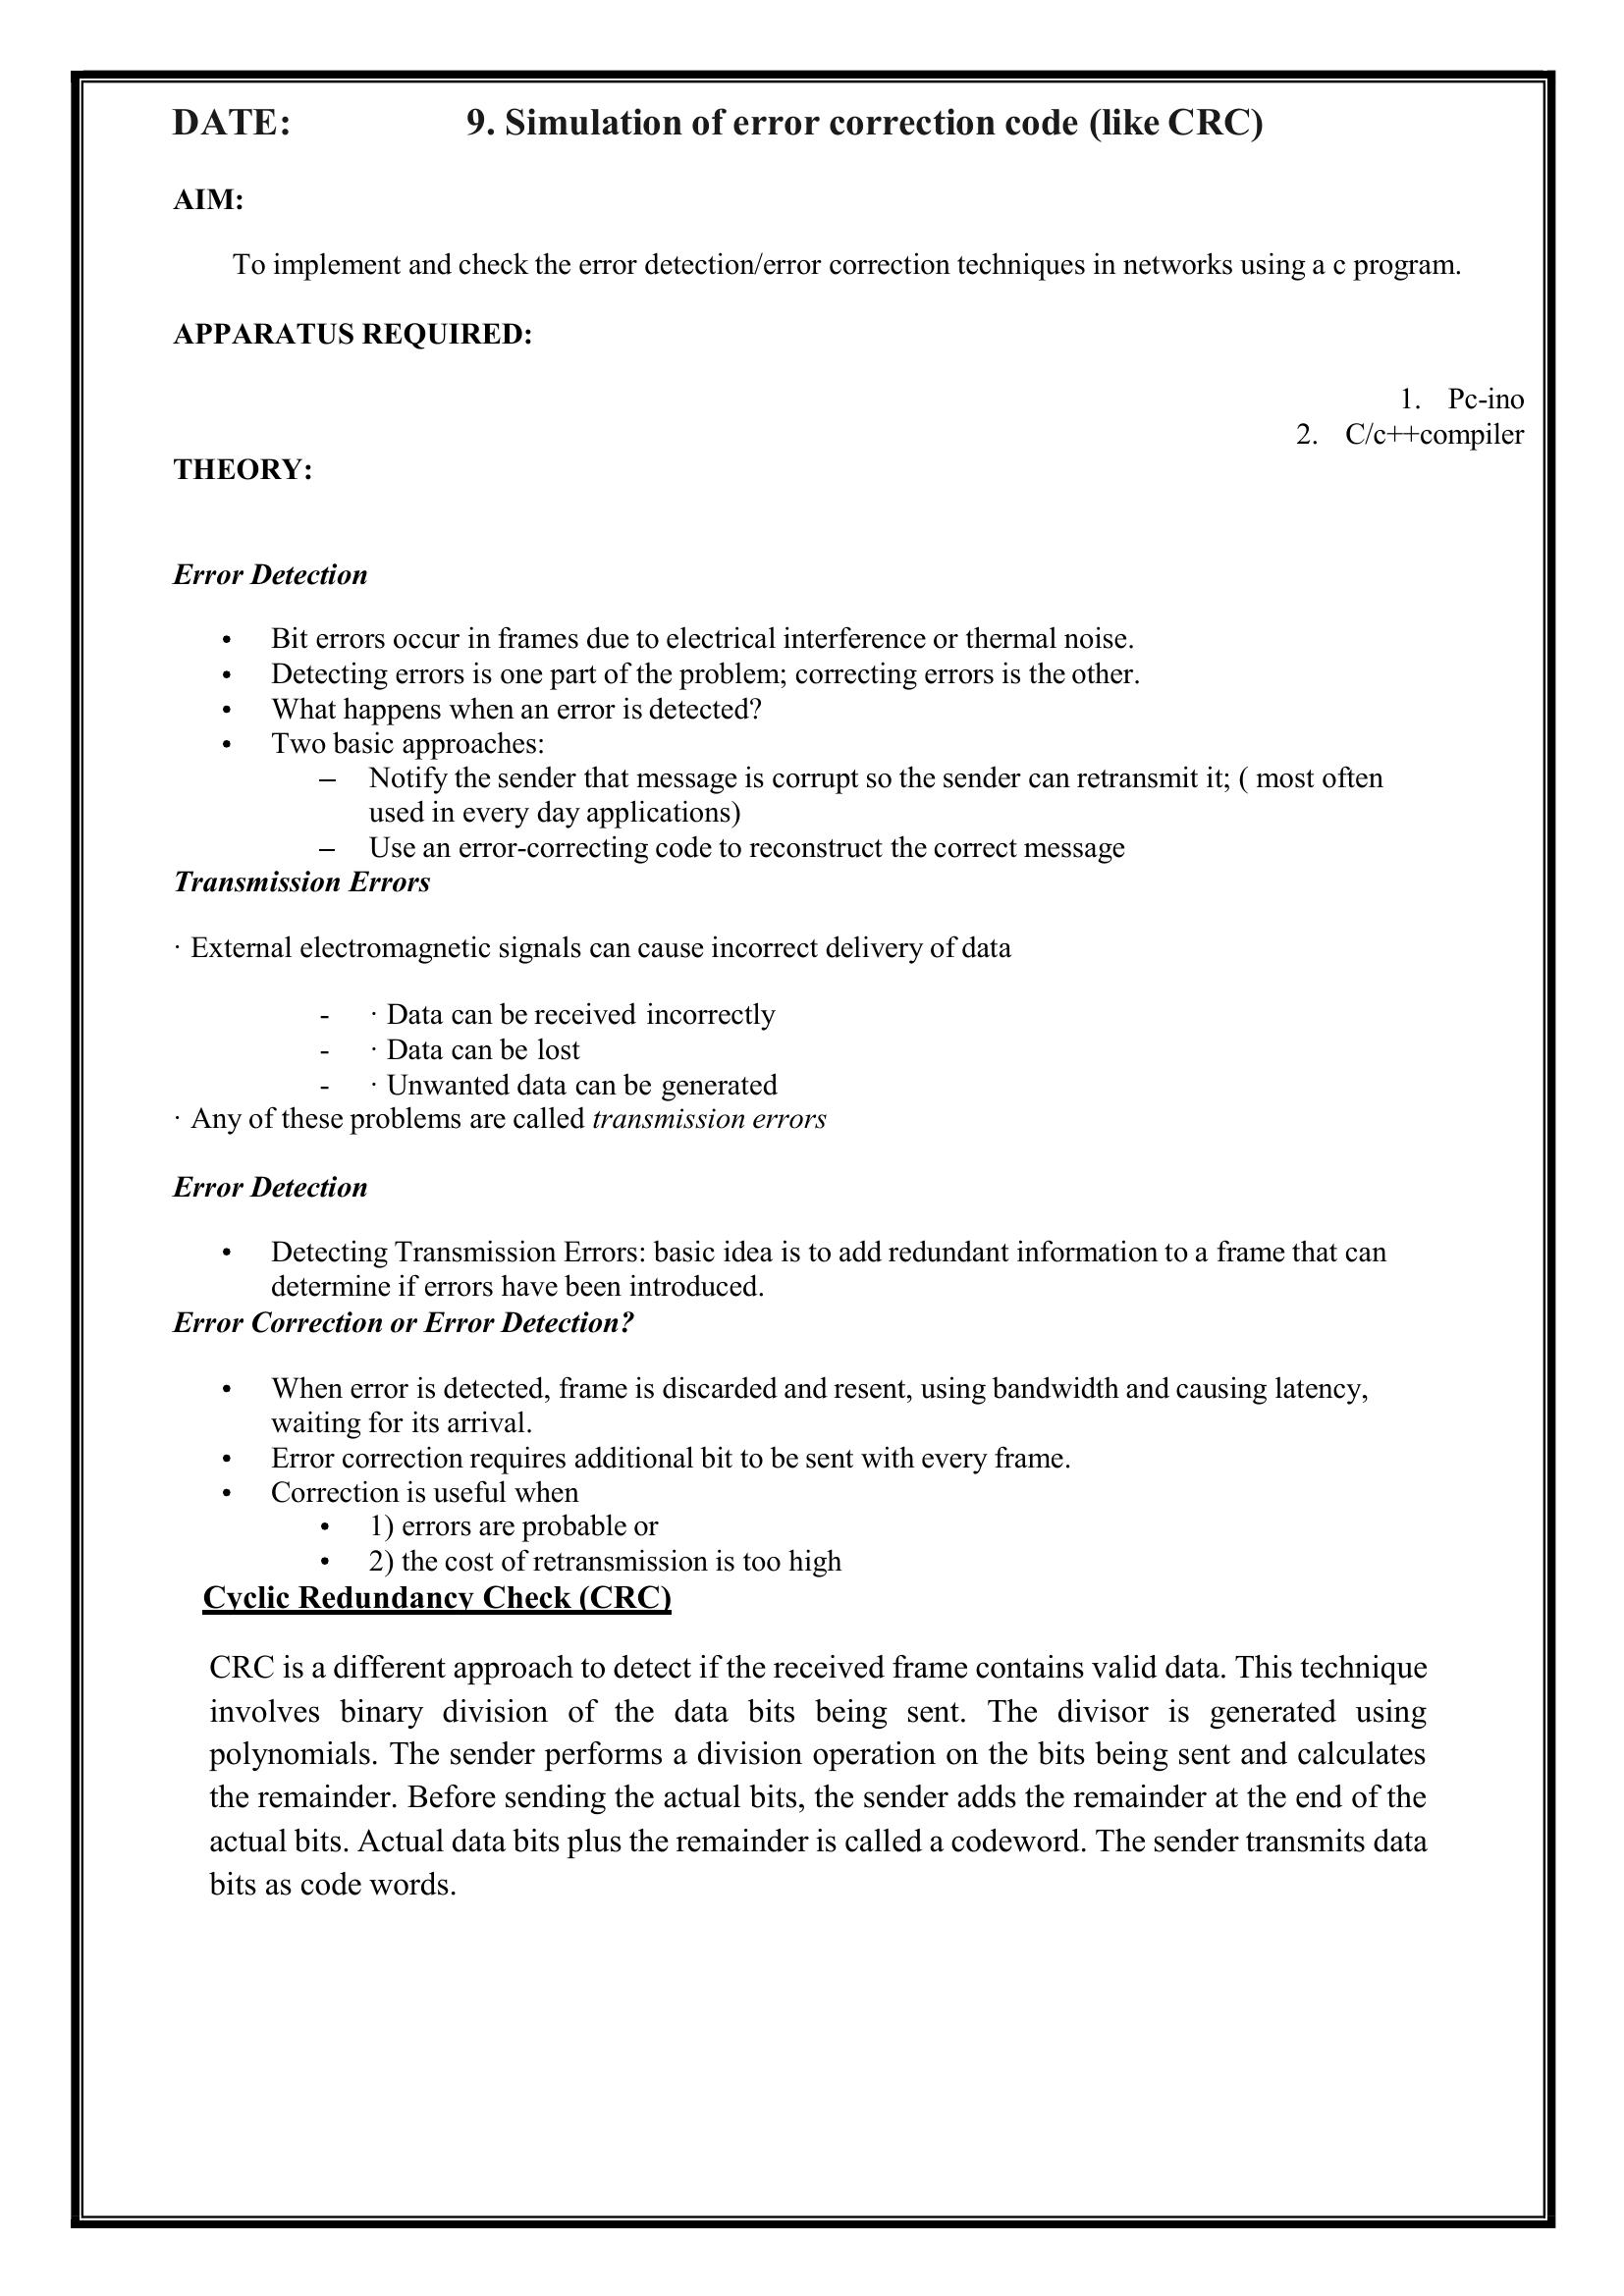 DATE: 9. Simulation of error correction code (like CRC)
AIM:
To implement and check the error detection/error correction techniques in networks using a c program.
APPARATUS REQUIRED:
1. Pc-ino
2. C/c++compiler
THEORY:
Error Detection
• Bit errors occur in frames due to electrical interference or thermal noise.
• Detecting errors is one part of the problem; correcting errors is the other.
• What happens when an error is detected?
• Two basic approaches:
– Notify the sender that message is corrupt so the sender can retransmit it; ( most often
used in every day applications)
– Use an error-correcting code to reconstruct the correct message
Transmission Errors
· External electromagnetic signals can cause incorrect delivery of data
- · Data can be received incorrectly
- · Data can be lost
- · Unwanted data can be generated
· Any of these problems are called transmission errors
Error Detection
• Detecting Transmission Errors: basic idea is to add redundant information to a frame that can
determine if errors have been introduced.
Error Correction or Error Detection?
• When error is detected, frame is discarded and resent, using bandwidth and causing latency,
waiting for its arrival.
• Error correction requires additional bit to be sent with every frame.
• Correction is useful when
• 1) errors are probable or
• 2) the cost of retransmission is too high
Cyclic Redundancy Check (CRC)
CRC is a different approach to detect if the received frame contains valid data. This technique
involves binary division of the data bits being sent. The divisor is generated using
polynomials. The sender performs a division operation on the bits being sent and calculates
the remainder. Before sending the actual bits, the sender adds the remainder at the end of the
actual bits. Actual data bits plus the remainder is called a codeword. The sender transmits data
bits as code words.